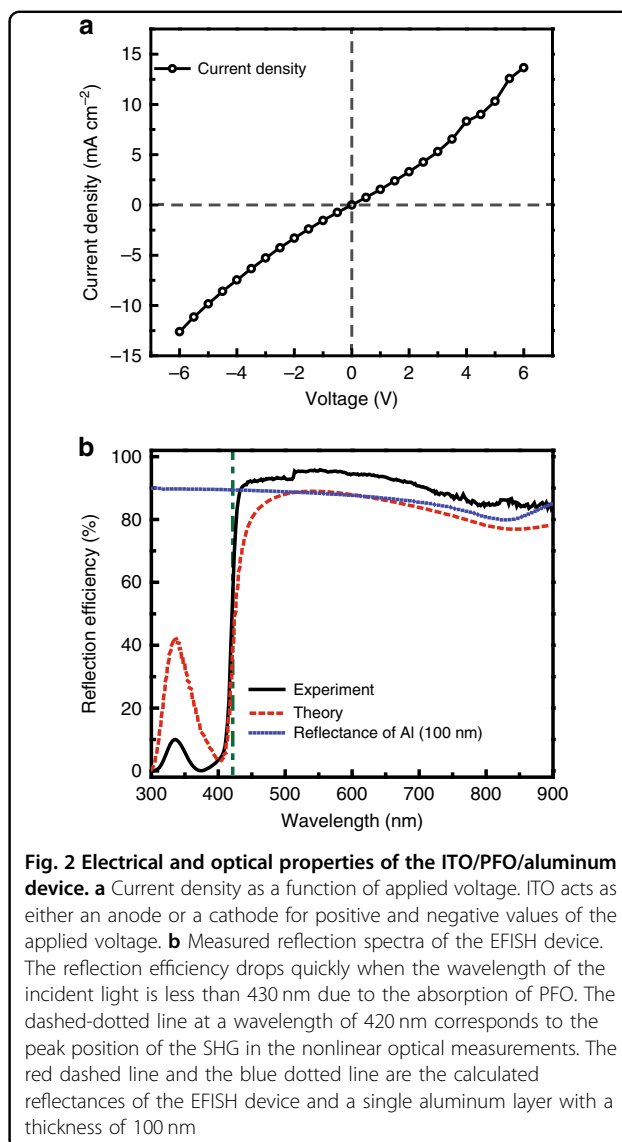 a
15
10
5
0
−5
−10
−15
Current density (mA cm⁻²)
Current density
−6 −4 −2 0 2 4 6
Voltage (V)
b
100
80
60
40
20
10
0
Reflection efficiency (%)
Experiment
Theory
Reflectance of Al (100 nm)
300 400 500 600 700 800 900
Wavelength (nm)
Fig. 2 Electrical and optical properties of the ITO/PFO/aluminum
device. a Current density as a function of applied voltage. ITO acts as
either an anode or a cathode for positive and negative values of the
applied voltage. b Measured reflection spectra of the EFISH device.
The reflection efficiency drops quickly when the wavelength of the
incident light is less than 430 nm due to the absorption of PFO. The
dashed-dotted line at a wavelength of 420 nm corresponds to the
peak position of the SHG in the nonlinear optical measurements. The
red dashed line and the blue dotted line are the calculated
reflectances of the EFISH device and a single aluminum layer with a
thickness of 100 nm